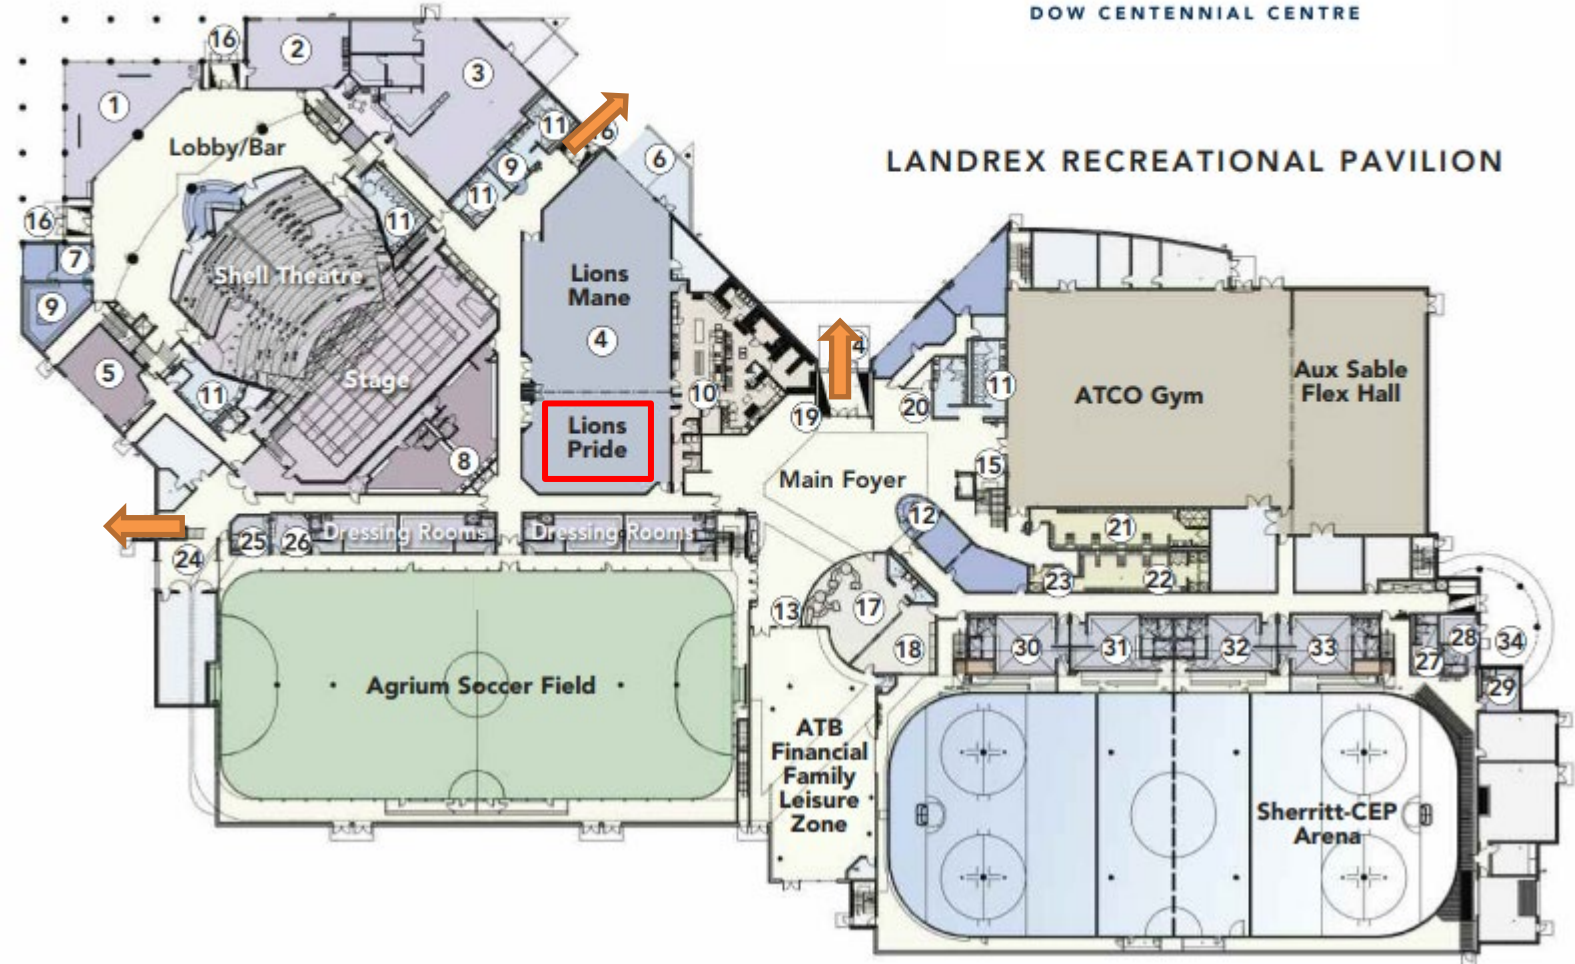 DOW CENTENNIAL CENTRE
LANDREX RECREATIONAL PAVILION
16
2
3
1
Lobby/Bar
11
16
9
6
11
11
16
7
Shell Theatre
9
Lions
Mane
4
5
Stage
11
10
Lions
Pride
8
19
4
20
11
ATCO Gym
Aux Sable
Flex Hall
15
Main Foyer
12
21
22
23
24
25
26
Dressing Rooms
Dressing Rooms
13
17
18
30
31
32
33
27
28
34
29
Agrium Soccer Field
ATB
Financial
Family
Leisure
Zone
Sherritt-CEP
Arena